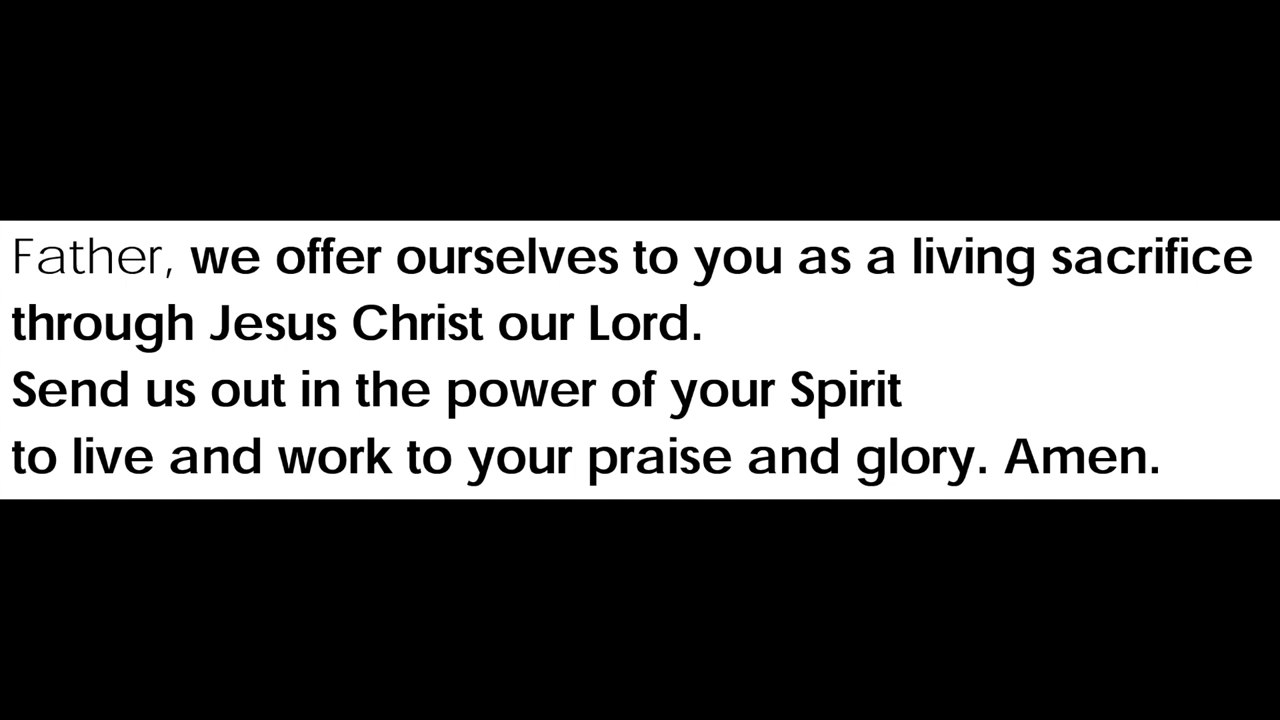 Father, we offer ourselves to you as a living sacrifice
through Jesus Christ our Lord.
Send us out in the power of your Spirit
to live and work to your praise and glory. Amen.